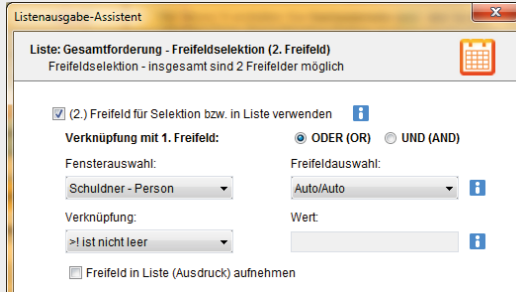 Listenausgabe-Assistent
Liste: Gesamtforderung - Freifeldselektion (2. Freifeld)
Freifeldselektion - insgesamt sind 2 Freifelder möglich
(2.) Freifeld für Selektion bzw. in Liste verwenden
Verknüpfung mit 1. Freifeld: ODER (OR) UND (AND)
Fensterauswahl: Freifeldauswahl:
Schuldner - Person Auto/Auto
Verknüpfung: Wert:
>! ist nicht leer
Freifeld in Liste (Ausdruck) aufnehmen